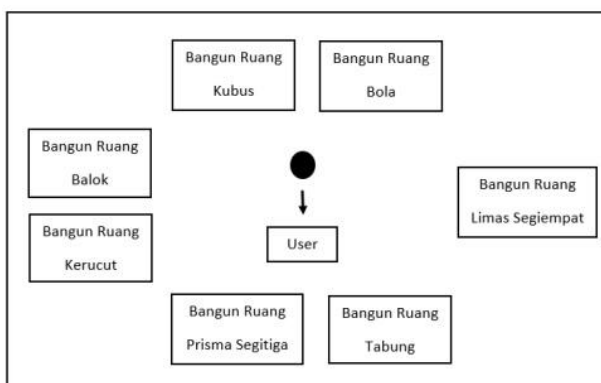 Bangun Ruang
Kubus
Bangun Ruang
Bola
Bangun Ruang
Balok
Bangun Ruang
Limas Segiempat
Bangun Ruang
Kerucut
User
Bangun Ruang
Prisma Segitiga
Bangun Ruang
Tabung